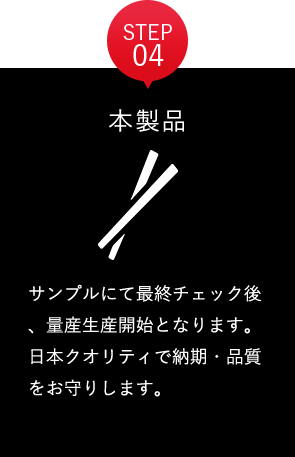 STEP
04
本製品
サンプルにて最終チェック後
、量産生産開始となります。
日本クオリティで納期・品質
をお守りします。